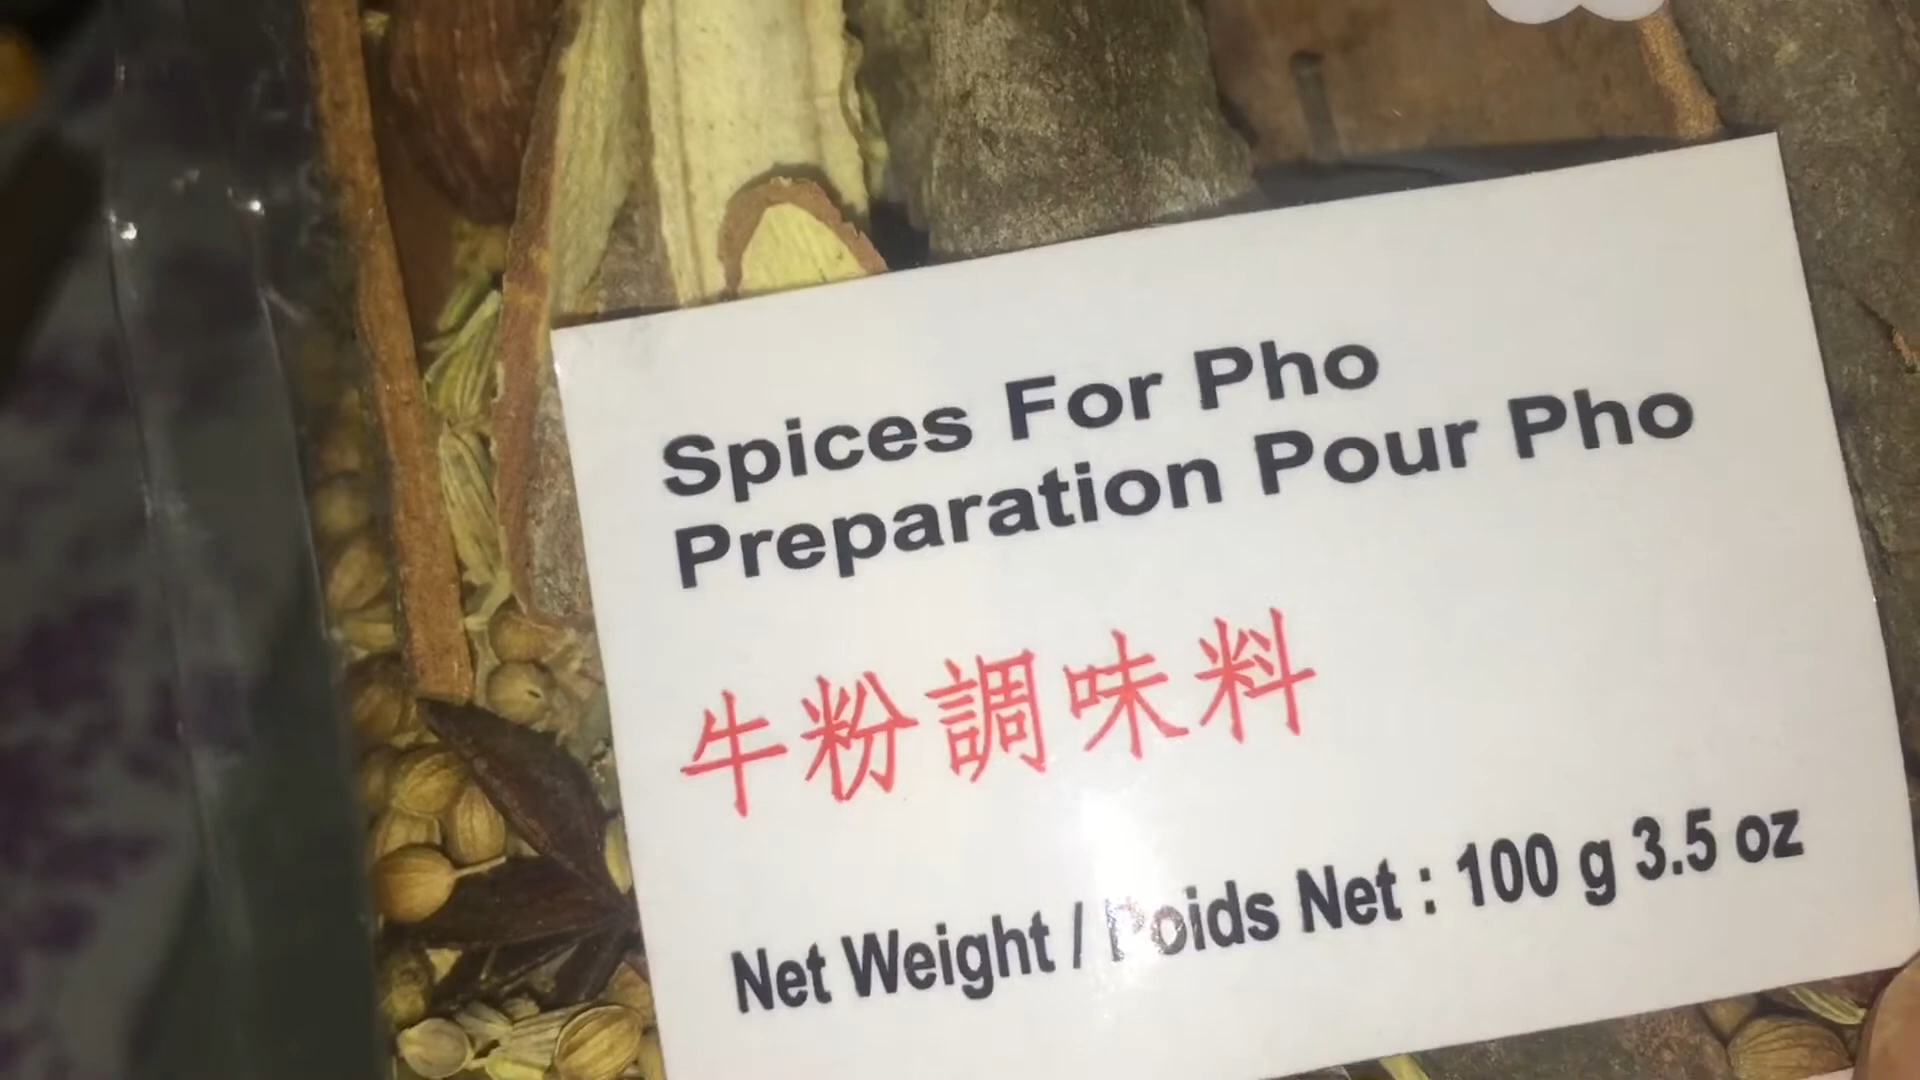 Spices For Pho
Preparation Pour Pho
牛粉調味料
Net Weight / Poids Net : 100 g 3.5 oz